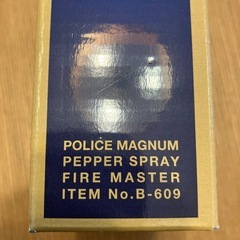 POLICE MAGNUM
PEPPER SPRAY
FIRE MASTER
ITEM No.B-609